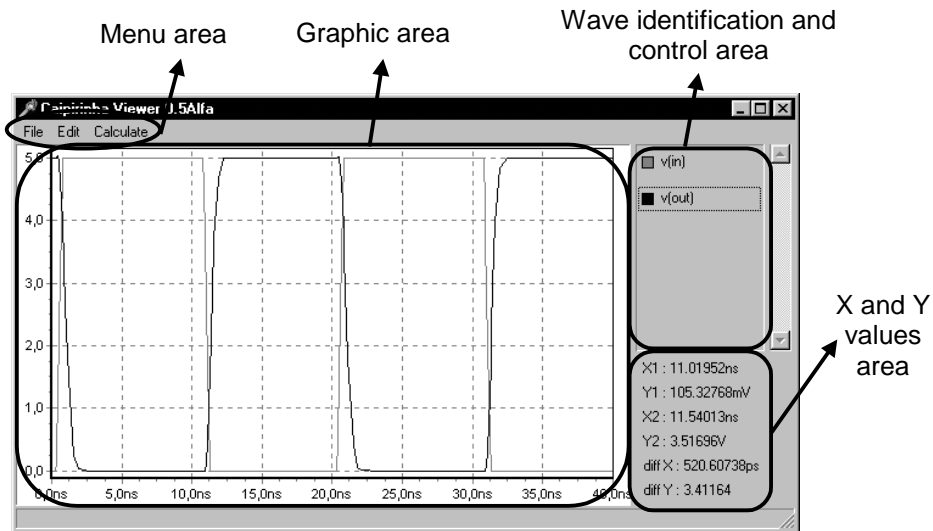 Menu area
Graphic area
Wave identification and
control area
Caipirinha Viewer 0.5Alfa
File Edit Calculate
5,0
4,0
3,0
2,0
1,0
0,0
0,0ns 5,0ns 10,0ns 15,0ns 20,0ns 25,0ns 30,0ns 35,0ns 40,0ns
v(in)
v(out)
X1 : 11.01952ns
Y1 : 105.32768mV
X2 : 11.54013ns
Y2 : 3.51696V
diff X : 520.60738ps
diff Y : 3.41164
X and Y
values
area